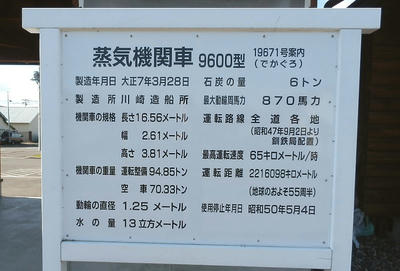 蒸気機関車 9600型 19671号案内
(でかぐろ)
製造年月日 大正7年3月28日
製造所 川崎造船所
機関車の規格 長さ16.56メートル
幅 2.61メートル
高さ 3.81メートル
機関車の重量 運転整備 94.85トン
空車 70.33トン
動輪の直径 1.25メートル
水の量 13立方メートル
石炭の量 6トン
最大動輪周馬力 870馬力
運転路線 全道各地
(昭和47年9月2日より
釧鉄局配置)
最高運転速度 65キロメートル/時
運転距離 2216098キロメートル
(地球のおよそ55周半)
使用停止年月日 昭和50年5月4日